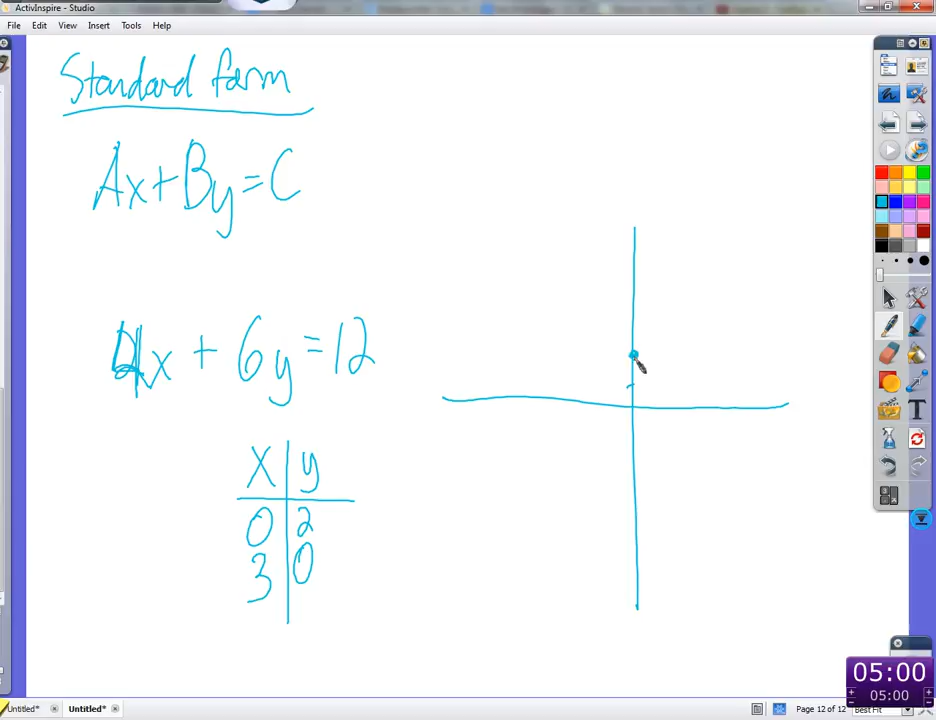 ActivInspire - Studio
File Edit View Insert Tools Help
Standard form
Ax+By=C
4x + 6y = 12
x y
0 2
3 0
05:00
05:00
Untitled* Untitled*
Page 12 of 12 Best Fit